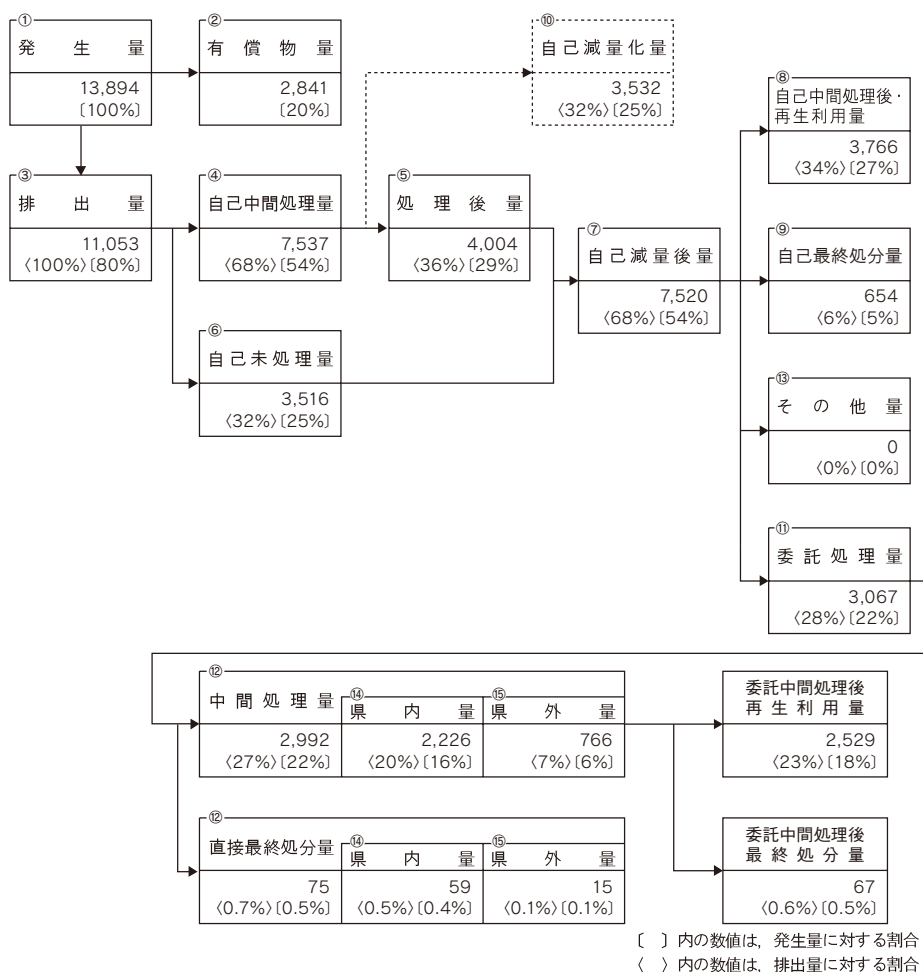 ①
発生量
13,894
〔100%〕
②
有償物量
2,841
〔20%〕
⑩
自己減量化量
3,532
〈32%〉〔25%〕
③
排出量
11,053
〈100%〉〔80%〕
④
自己中間処理量
7,537
〈68%〉〔54%〕
⑤
処理後量
4,004
〈36%〉〔29%〕
⑥
自己未処理量
3,516
〈32%〉〔25%〕
⑦
自己減量後量
7,520
〈68%〉〔54%〕
⑧
自己中間処理後・
再生利用量
3,766
〈34%〉〔27%〕
⑨
自己最終処分量
654
〈6%〉〔5%〕
⑬
その他量
0
〈0%〉〔0%〕
⑪
委託処理量
3,067
〈28%〉〔22%〕
⑫
中間処理量
2,992
〈27%〉〔22%〕
⑭
県内量
2,226
〈20%〉〔16%〕
⑮
県外量
766
〈7%〉〔6%〕
委託中間処理後
再生利用量
2,529
〈23%〉〔18%〕
⑫
直接最終処分量
75
〈0.7%〉〔0.5%〕
⑭
県内量
59
〈0.5%〉〔0.4%〕
⑮
県外量
15
〈0.1%〉〔0.1%〕
委託中間処理後
最終処分量
67
〈0.6%〉〔0.5%〕
〔 〕内の数値は，発生量に対する割合
〈 〉内の数値は，排出量に対する割合